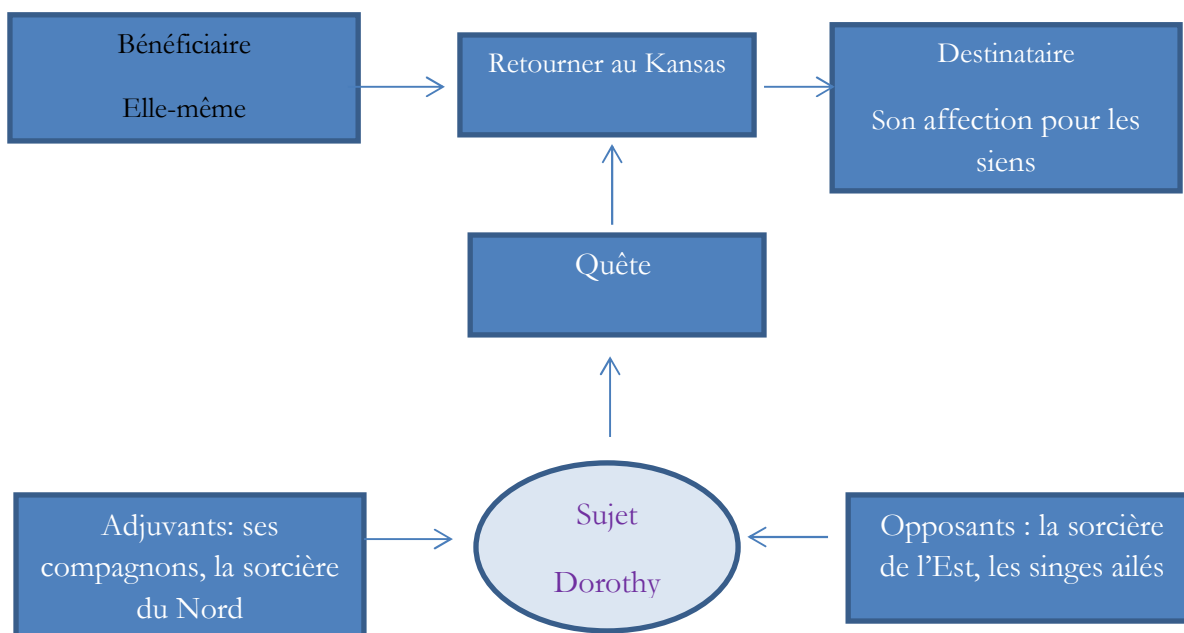 Bénéficiaire
Elle-même
Retourner au Kansas
Destinataire
Son affection pour les
siens
Quête
Adjuvants: ses
compagnons, la sorcière
du Nord
Sujet
Dorothy
Opposants : la sorcière
de l’Est, les singes ailés